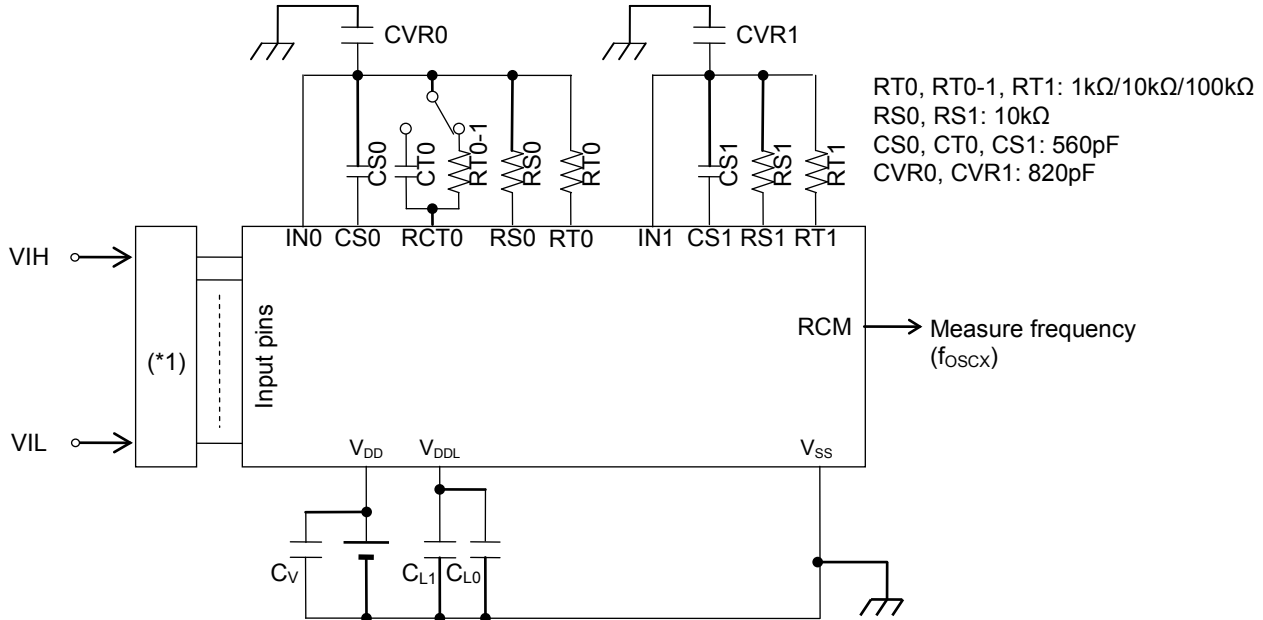 CVR0
CVR1
RT0, RT0-1, RT1: 1kΩ/10kΩ/100kΩ
RS0, RS1: 10kΩ
CS0, CT0, CS1: 560pF
CVR0, CVR1: 820pF
CS0
CT0
RT0-1
RS0
RT0
CS1
RS1
RT1
IN0 CS0 RCT0 RS0 RT0 IN1 CS1 RS1 RT1
VIH
(*1)
Input pins
RCM
Measure frequency
(fOSCX)
VIL
VDD VDDL VSS
CV CL1 CL0